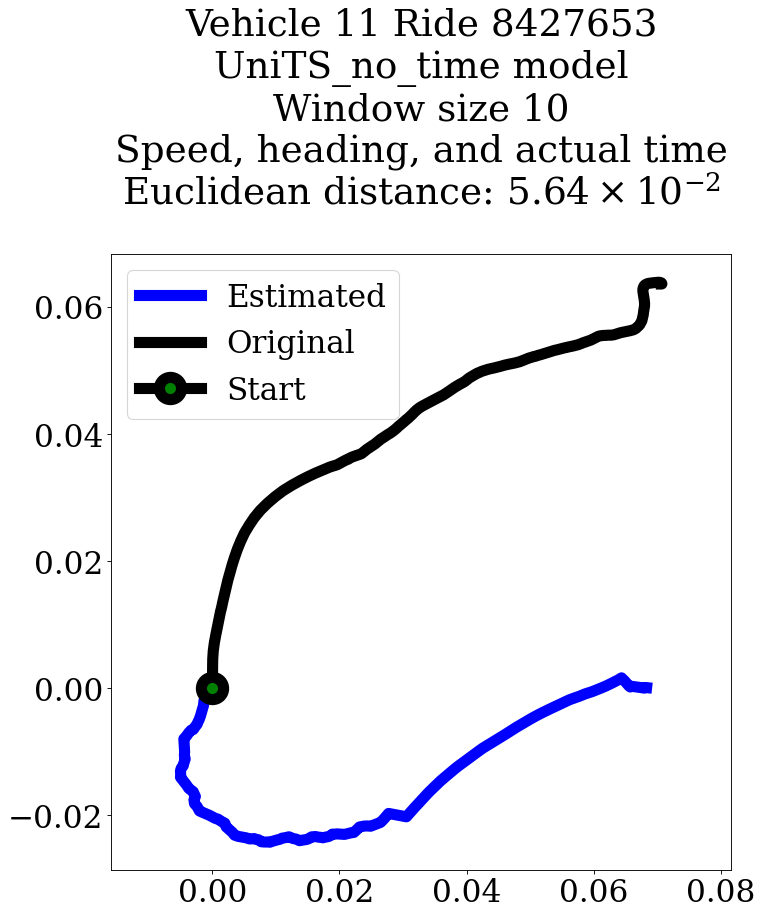 Vehicle 11 Ride 8427653
UniTS_no_time model
Window size 10
Speed, heading, and actual time
Euclidean distance: 5.64 × 10⁻²
Estimated
Original
Start
0.06
0.04
0.02
0.00
−0.02
0.00 0.02 0.04 0.06 0.08